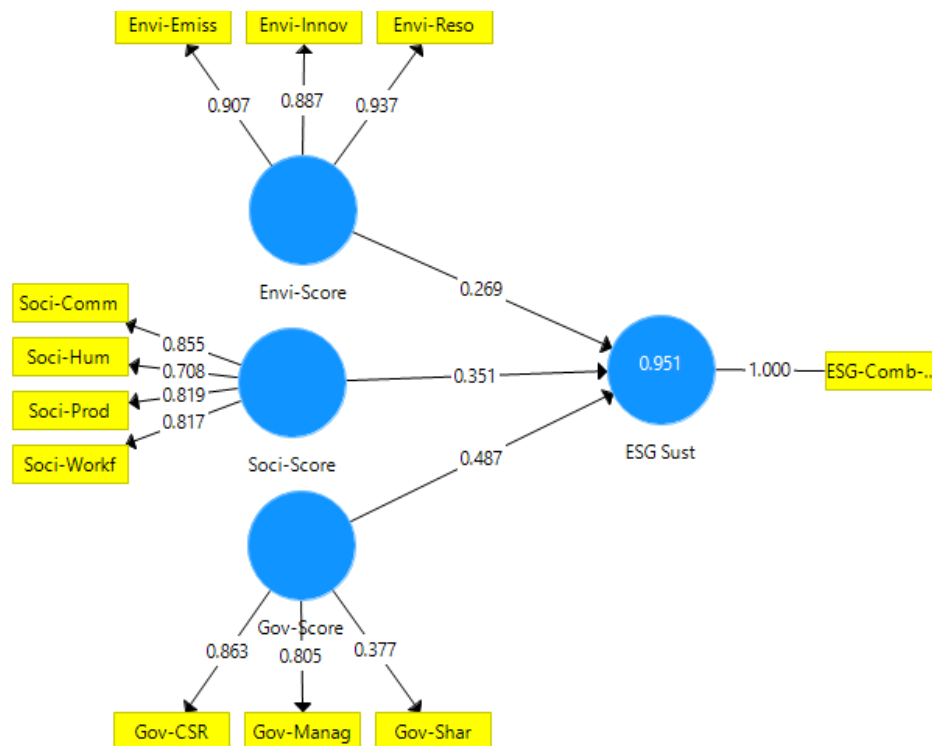 Envi-Emiss
Envi-Innov
Envi-Reso
0.907
0.887
0.937
Envi-Score
0.269
Soci-Comm
Soci-Hum
Soci-Prod
Soci-Workf
0.855
0.708
0.819
0.817
Soci-Score
0.351
0.951
ESG Sust
1.000
ESG-Comb-...
0.487
Gov-Score
0.863
0.805
0.377
Gov-CSR
Gov-Manag
Gov-Shar